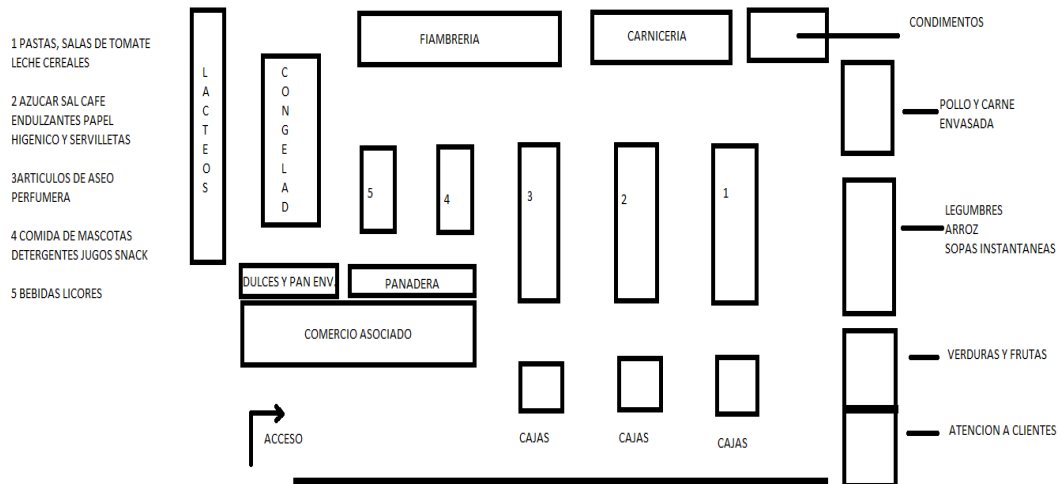 1 PASTAS, SALAS DE TOMATE
LECHE CEREALES
2 AZUCAR SAL CAFE
ENDULZANTES PAPEL
HIGENICO Y SERVILLETAS
3ARTICULOS DE ASEO
PERFUMERA
4 COMIDA DE MASCOTAS
DETERGENTES JUGOS SNACK
5 BEBIDAS LICORES
L
A
C
T
E
O
S
C
O
N
G
E
L
A
D
FIAMBRERIA
CARNICERIA
CONDIMENTOS
POLLO Y CARNE
ENVASADA
5
4
3
2
1
LEGUMBRES
ARROZ
SOPAS INSTANTANEAS
DULCES Y PAN ENV.
PANADERA
COMERCIO ASOCIADO
VERDURAS Y FRUTAS
ACCESO
CAJAS
CAJAS
CAJAS
ATENCION A CLIENTES